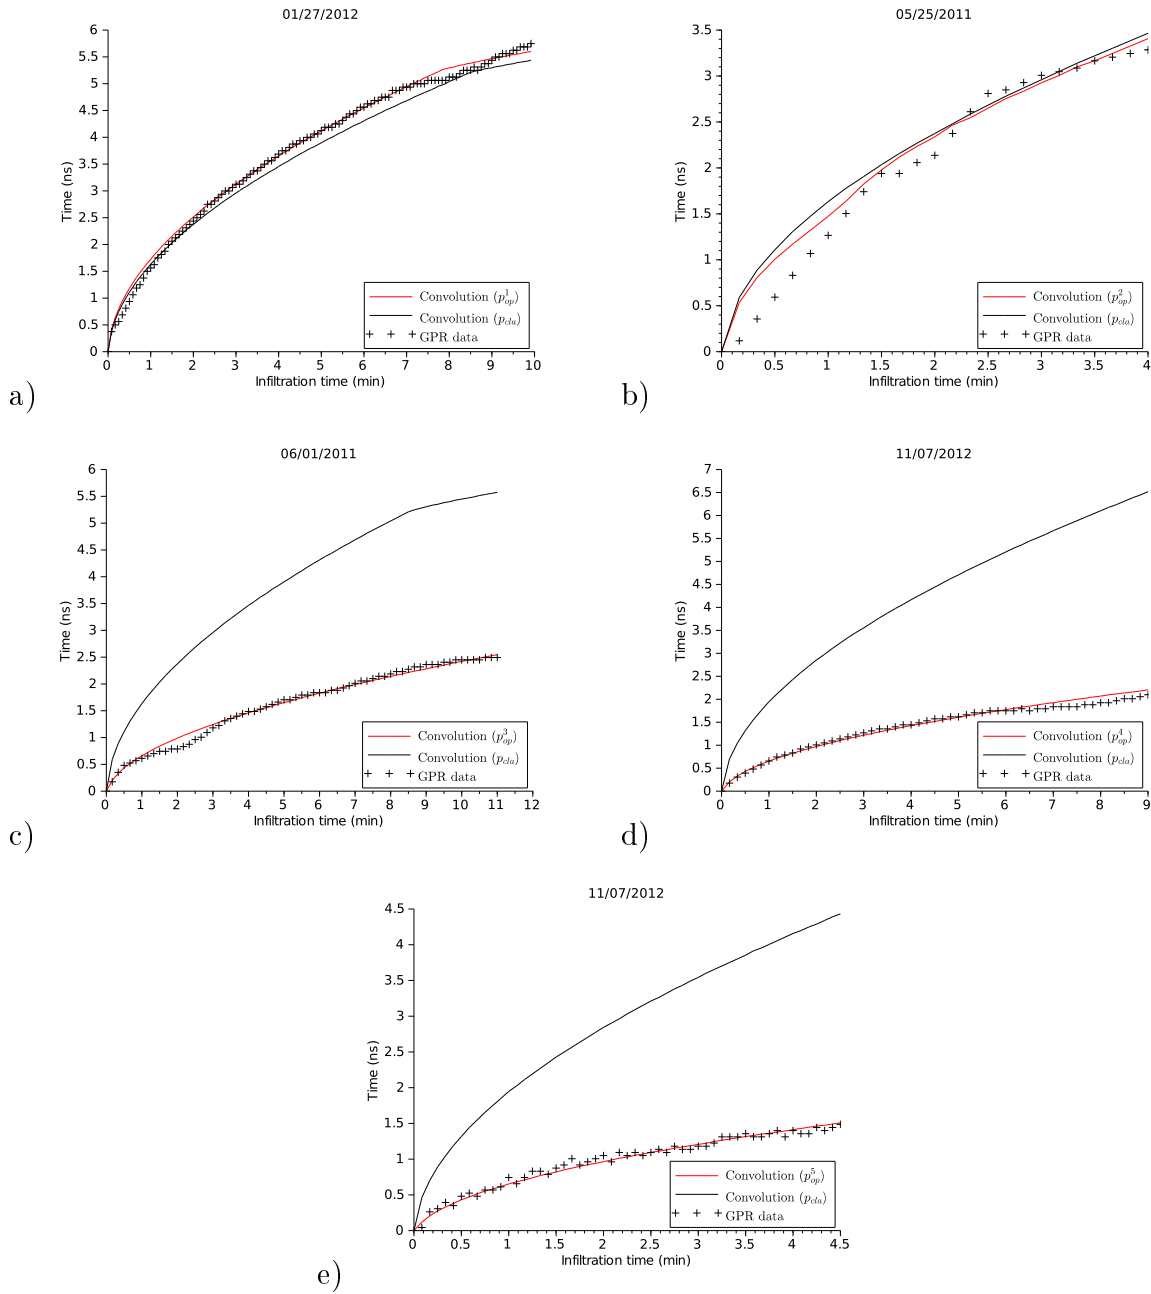 01/27/2012
6
5.5
5
4.5
4
3.5
3
2.5
2
1.5
1
0.5
0
Time (ns)
0 1 2 3 4 5 6 7 8 9 10
Infiltration time (min)
Convolution (p¹op)
Convolution (pcla)
GPR data
a)
05/25/2011
3.5
3
2.5
2
1.5
1
0.5
0
Time (ns)
0 0.5 1 1.5 2 2.5 3 3.5 4
Infiltration time (min)
Convolution (p²op)
Convolution (pcla)
GPR data
b)
06/01/2011
6
5.5
5
4.5
4
3.5
3
2.5
2
1.5
1
0.5
0
Time (ns)
0 1 2 3 4 5 6 7 8 9 10 11 12
Infiltration time (min)
Convolution (p³op)
Convolution (pcla)
GPR data
c)
11/07/2012
7
6.5
6
5.5
5
4.5
4
3.5
3
2.5
2
1.5
1
0.5
0
Time (ns)
0 1 2 3 4 5 6 7 8 9
Infiltration time (min)
Convolution (p⁴op)
Convolution (pcla)
GPR data
d)
11/07/2012
4.5
4
3.5
3
2.5
2
1.5
1
0.5
0
Time (ns)
0 0.5 1 1.5 2 2.5 3 3.5 4 4.5
Infiltration time (min)
Convolution (p⁵op)
Convolution (pcla)
GPR data
e)